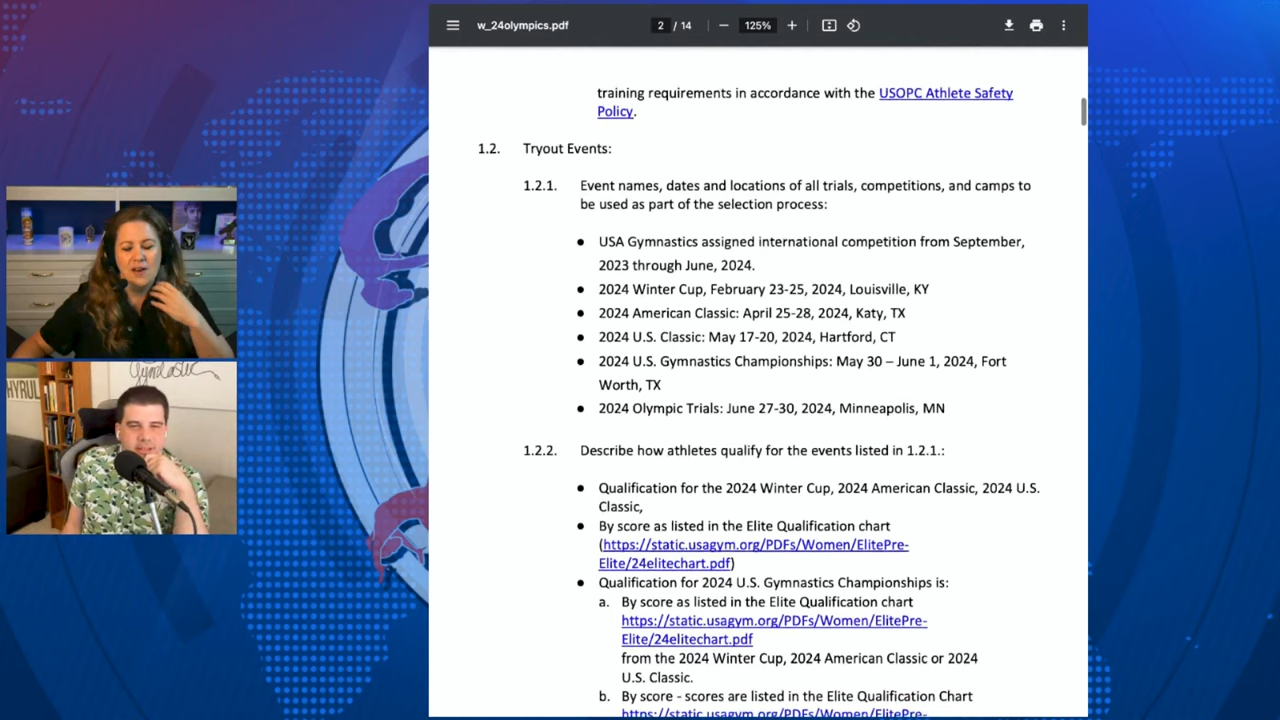 w_24olympics.pdf
2 / 14
125%
training requirements in accordance with the USOPC Athlete Safety
Policy.
1.2. Tryout Events:
1.2.1. Event names, dates and locations of all trials, competitions, and camps to
be used as part of the selection process:
● USA Gymnastics assigned international competition from September,
2023 through June, 2024.
● 2024 Winter Cup, February 23-25, 2024, Louisville, KY
● 2024 American Classic: April 25-28, 2024, Katy, TX
● 2024 U.S. Classic: May 17-20, 2024, Hartford, CT
● 2024 U.S. Gymnastics Championships: May 30 – June 1, 2024, Fort
Worth, TX
● 2024 Olympic Trials: June 27-30, 2024, Minneapolis, MN
1.2.2. Describe how athletes qualify for the events listed in 1.2.1.:
● Qualification for the 2024 Winter Cup, 2024 American Classic, 2024 U.S.
Classic,
● By score as listed in the Elite Qualification chart
(https://static.usagym.org/PDFs/Women/ElitePre-
Elite/24elitechart.pdf)
● Qualification for 2024 U.S. Gymnastics Championships is:
a. By score as listed in the Elite Qualification chart
https://static.usagym.org/PDFs/Women/ElitePre-
Elite/24elitechart.pdf
from the 2024 Winter Cup, 2024 American Classic or 2024
U.S. Classic.
b. By score - scores are listed in the Elite Qualification Chart
https://static.usagym.org/PDFs/Women/ElitePre-
HYRUL